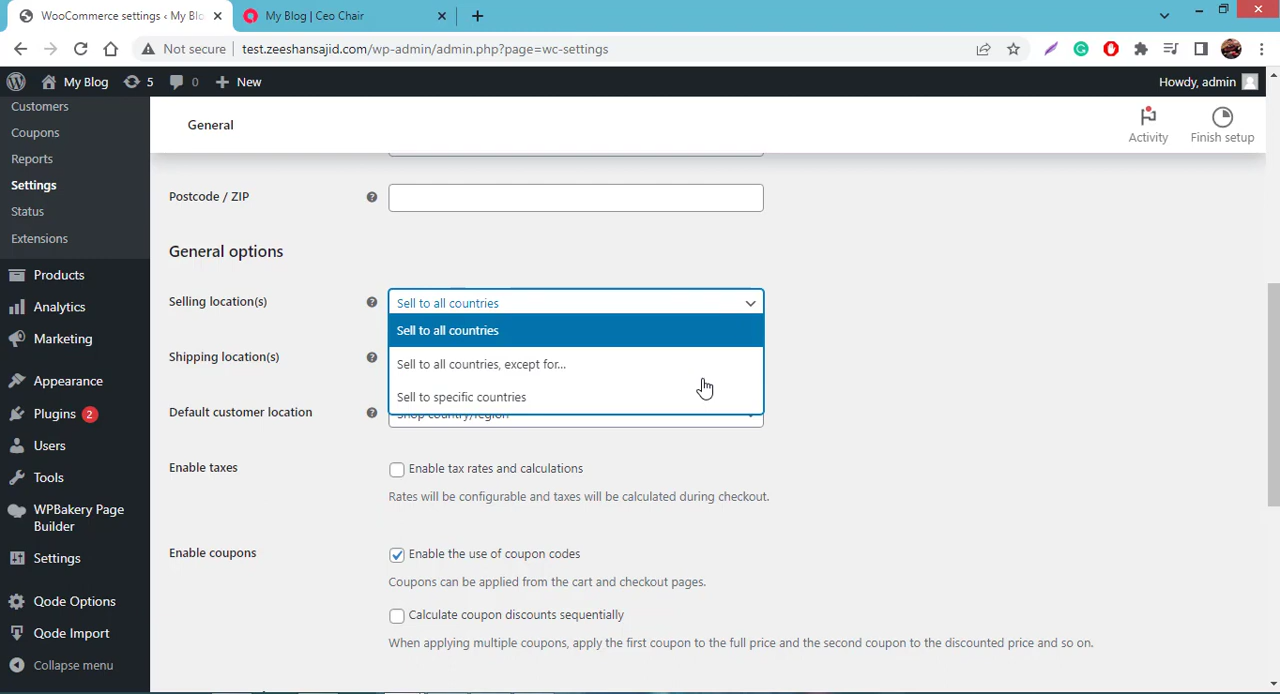 WooCommerce settings ‹ My Blo
My Blog | Ceo Chair
Not secure
test.zeeshansajid.com/wp-admin/admin.php?page=wc-settings
My Blog
5
0
New
Howdy, admin
Customers
Coupons
Reports
Settings
Status
Extensions
Products
Analytics
Marketing
Appearance
Plugins 2
Users
Tools
WPBakery Page
Builder
Settings
Qode Options
Qode Import
Collapse menu
General
Activity
Finish setup
Postcode / ZIP
General options
Selling location(s)
Sell to all countries
Sell to all countries
Sell to all countries, except for...
Sell to specific countries
Shipping location(s)
Default customer location
Shop country/region
Enable taxes
Enable tax rates and calculations
Rates will be configurable and taxes will be calculated during checkout.
Enable coupons
Enable the use of coupon codes
Coupons can be applied from the cart and checkout pages.
Calculate coupon discounts sequentially
When applying multiple coupons, apply the first coupon to the full price and the second coupon to the discounted price and so on.